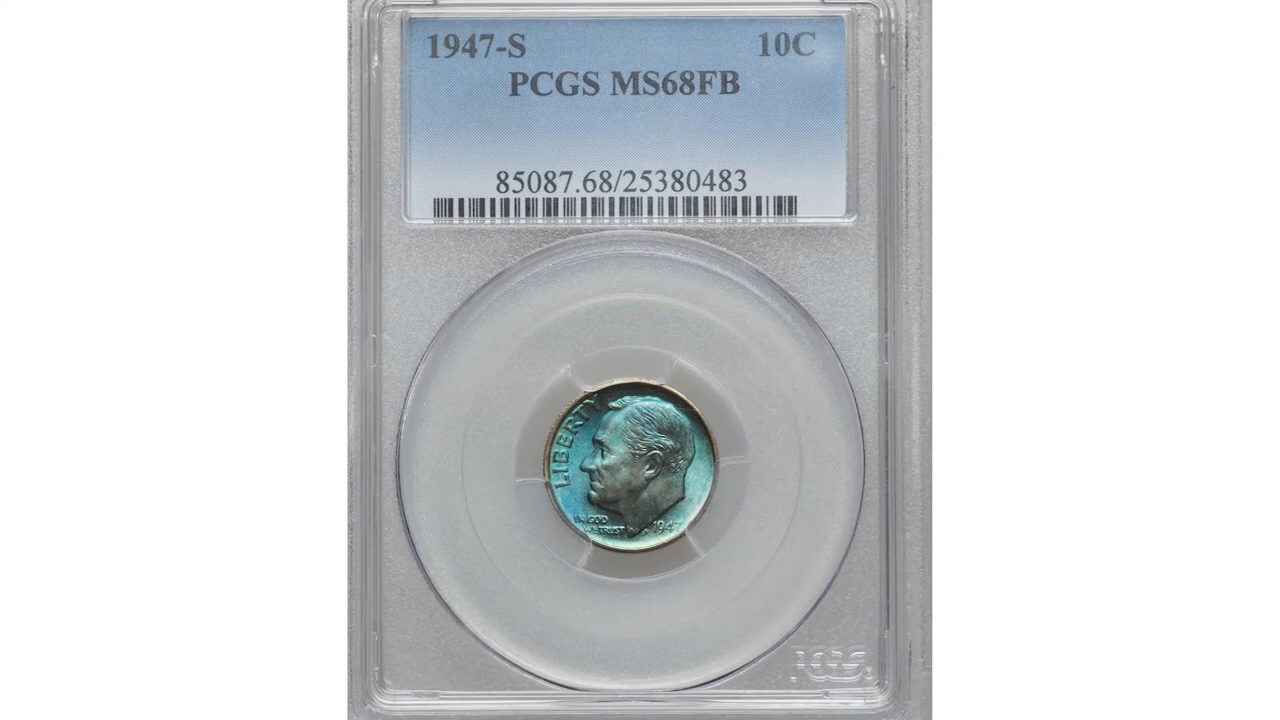 1947-S 10C
PCGS MS68FB
85087.68/25380483
LIBERTY
IN GOD
WE TRUST
1947
PCGS